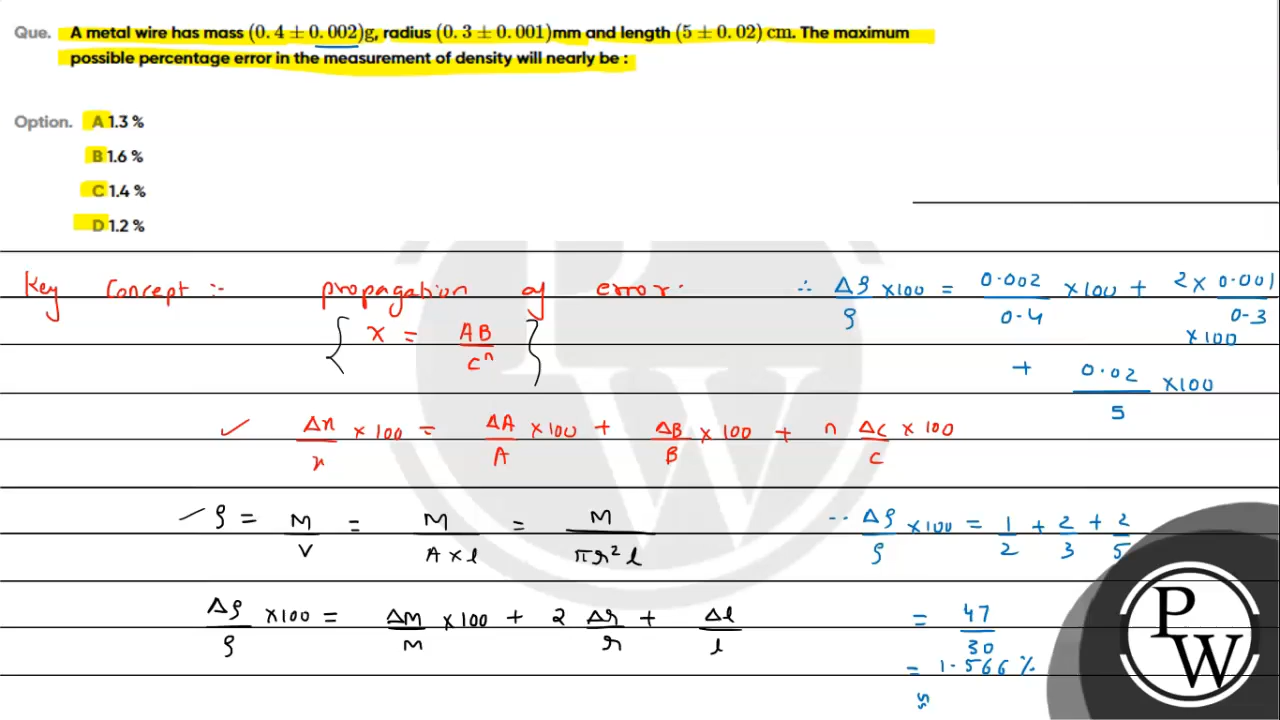 Que. A metal wire has mass (0.4 ± 0.002)g, radius (0.3 ± 0.001)mm and length (5 ± 0.02) cm. The maximum
possible percentage error in the measurement of density will nearly be :
Option. A 1.3 %
B 1.6 %
C 1.4 %
D 1.2 %
Key Concept :- propagation of error.
{ x = AB/cⁿ }
✓ Δx/x × 100 = ΔA/A × 100 + ΔB/B × 100 + n Δc/c × 100
ρ = M/V = M/A×l = M/πr²l
Δρ/ρ ×100 = ΔM/M ×100 + 2 Δr/r + Δl/l
∴ Δρ/ρ ×100 = 0.002/0.4 ×100 + 2× 0.001/0.3 ×100
+ 0.02/5 ×100
∴ Δρ/ρ ×100 = 1/2 + 2/3 + 2/5
= 47/30
= 1.566 %
PW